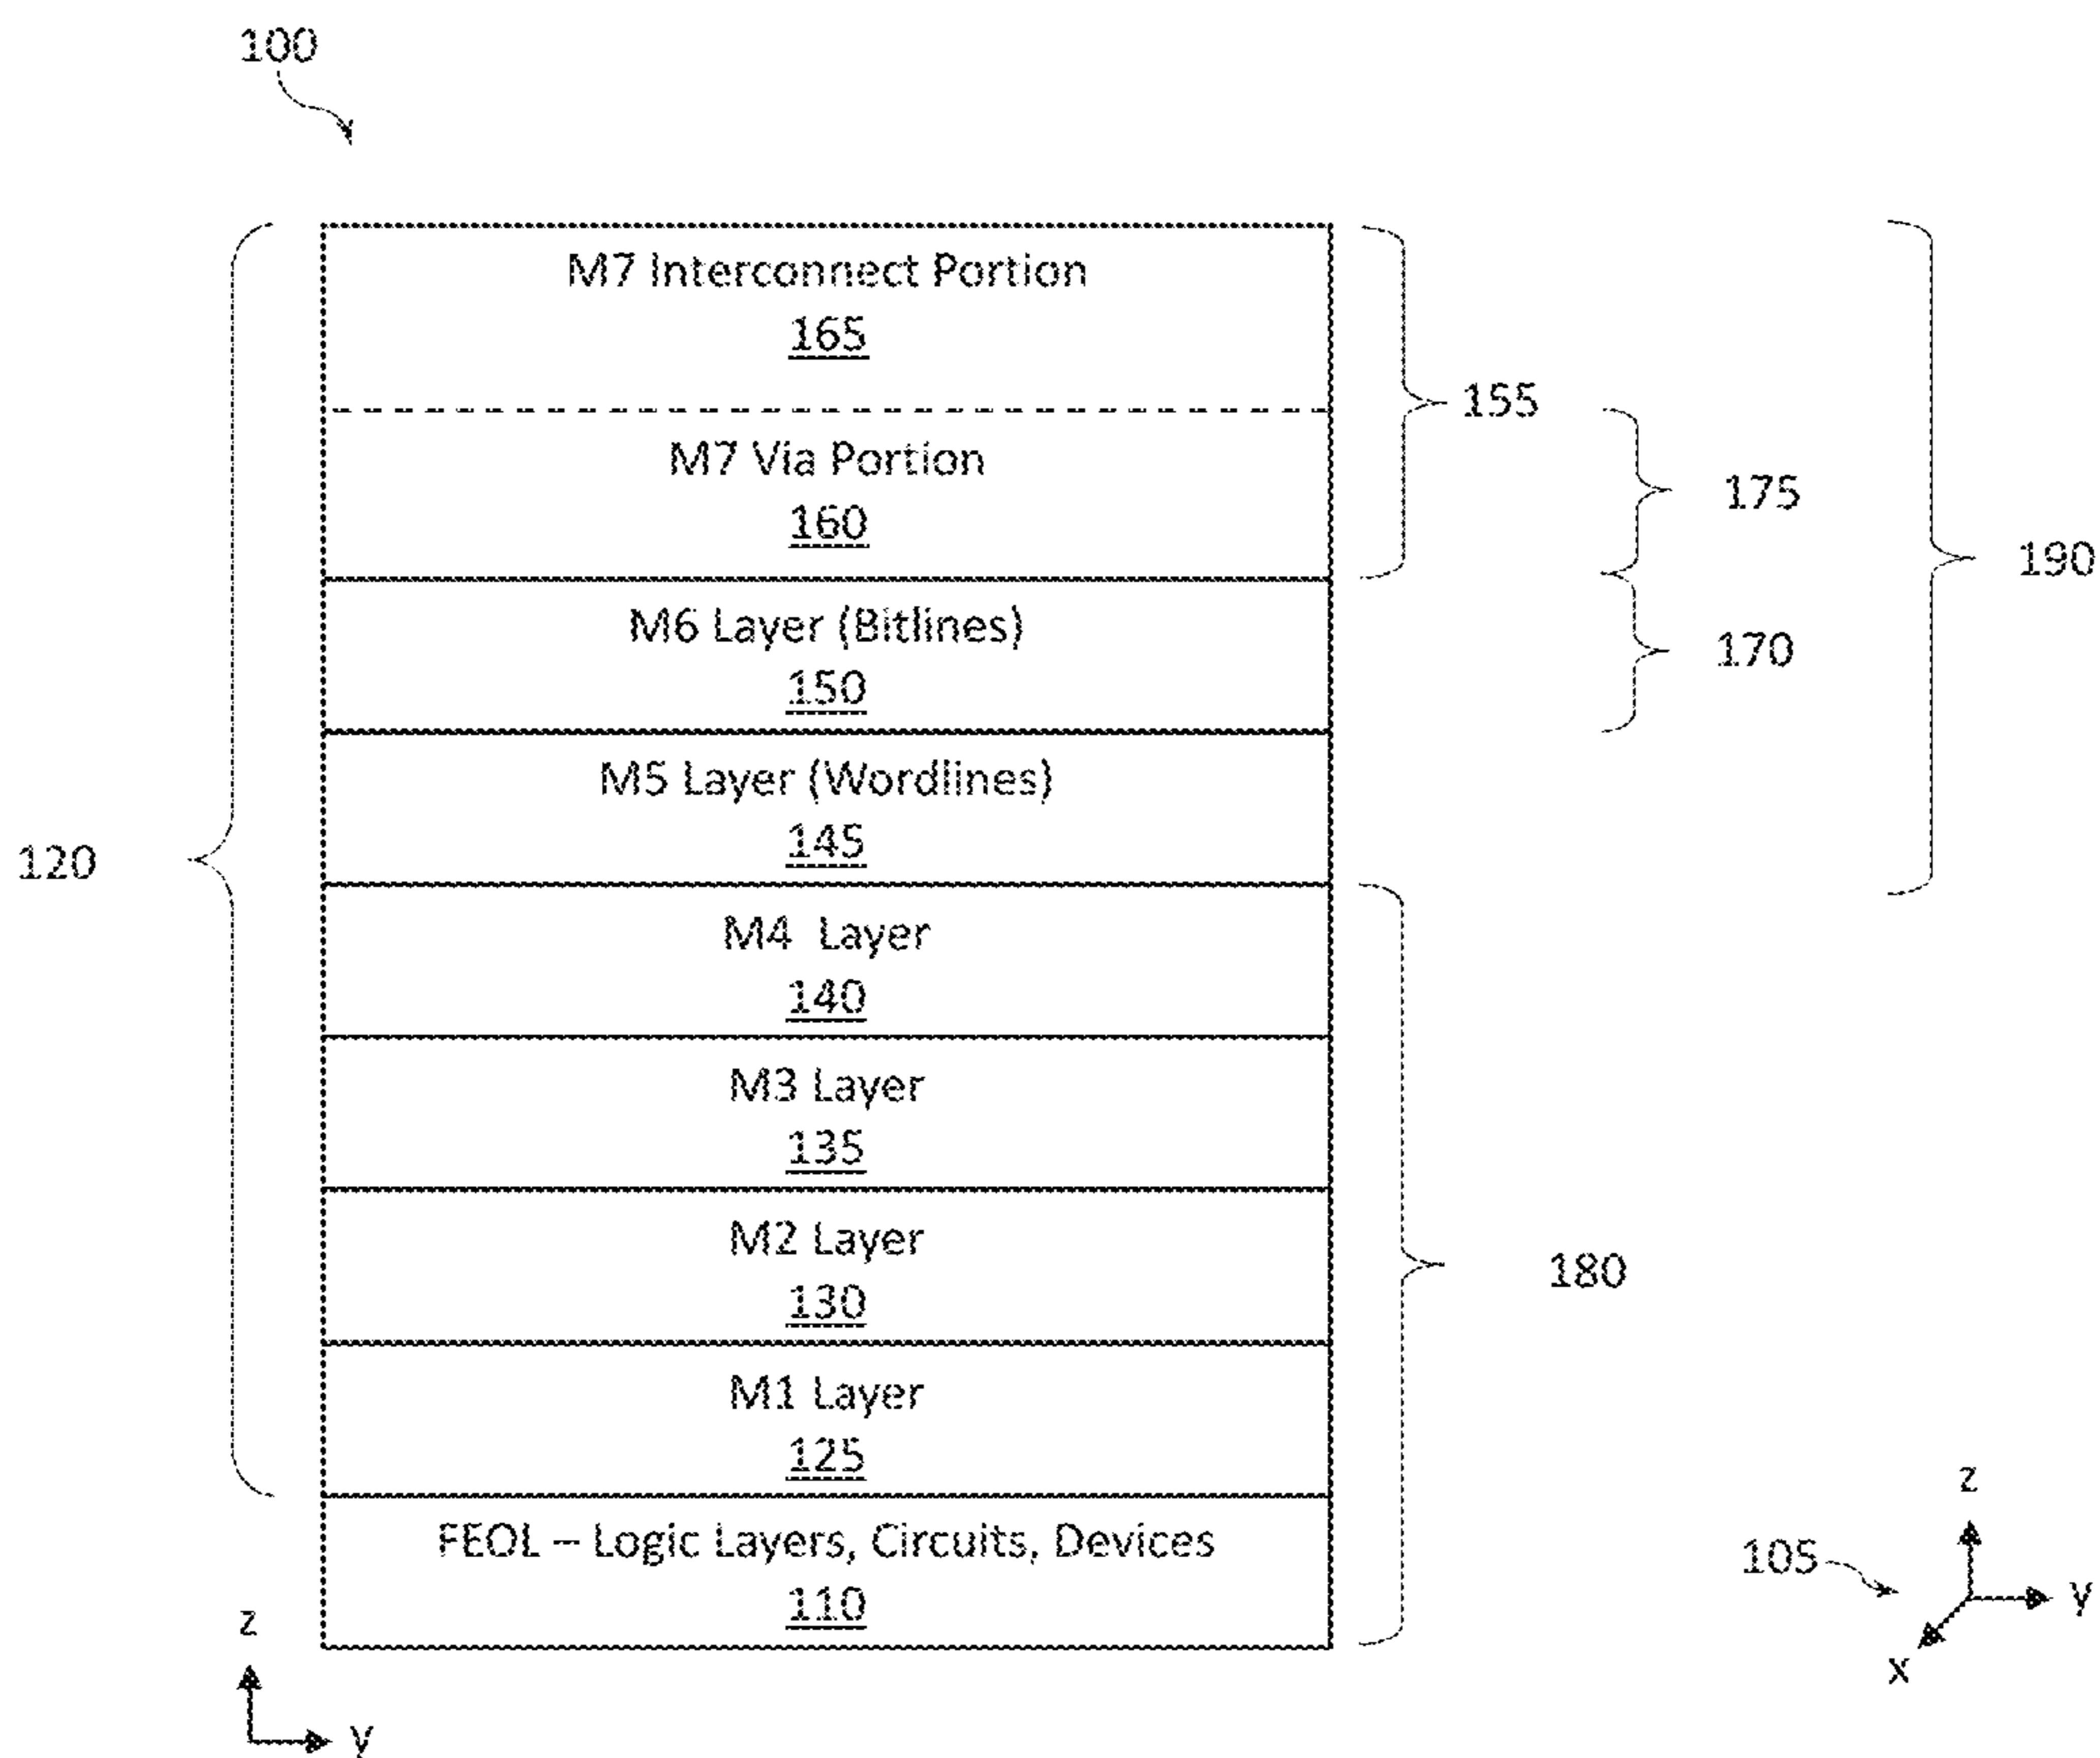 100
M7 Interconnect Portion
165
155
M7 Via Portion
160
175
190
M6 Layer (Bitlines)
150
170
M5 Layer (Wordlines)
145
120
M4 Layer
140
M3 Layer
135
M2 Layer
130
180
M1 Layer
125
FEOL – Logic Layers, Circuits, Devices
110
z
y
105
z
y
x